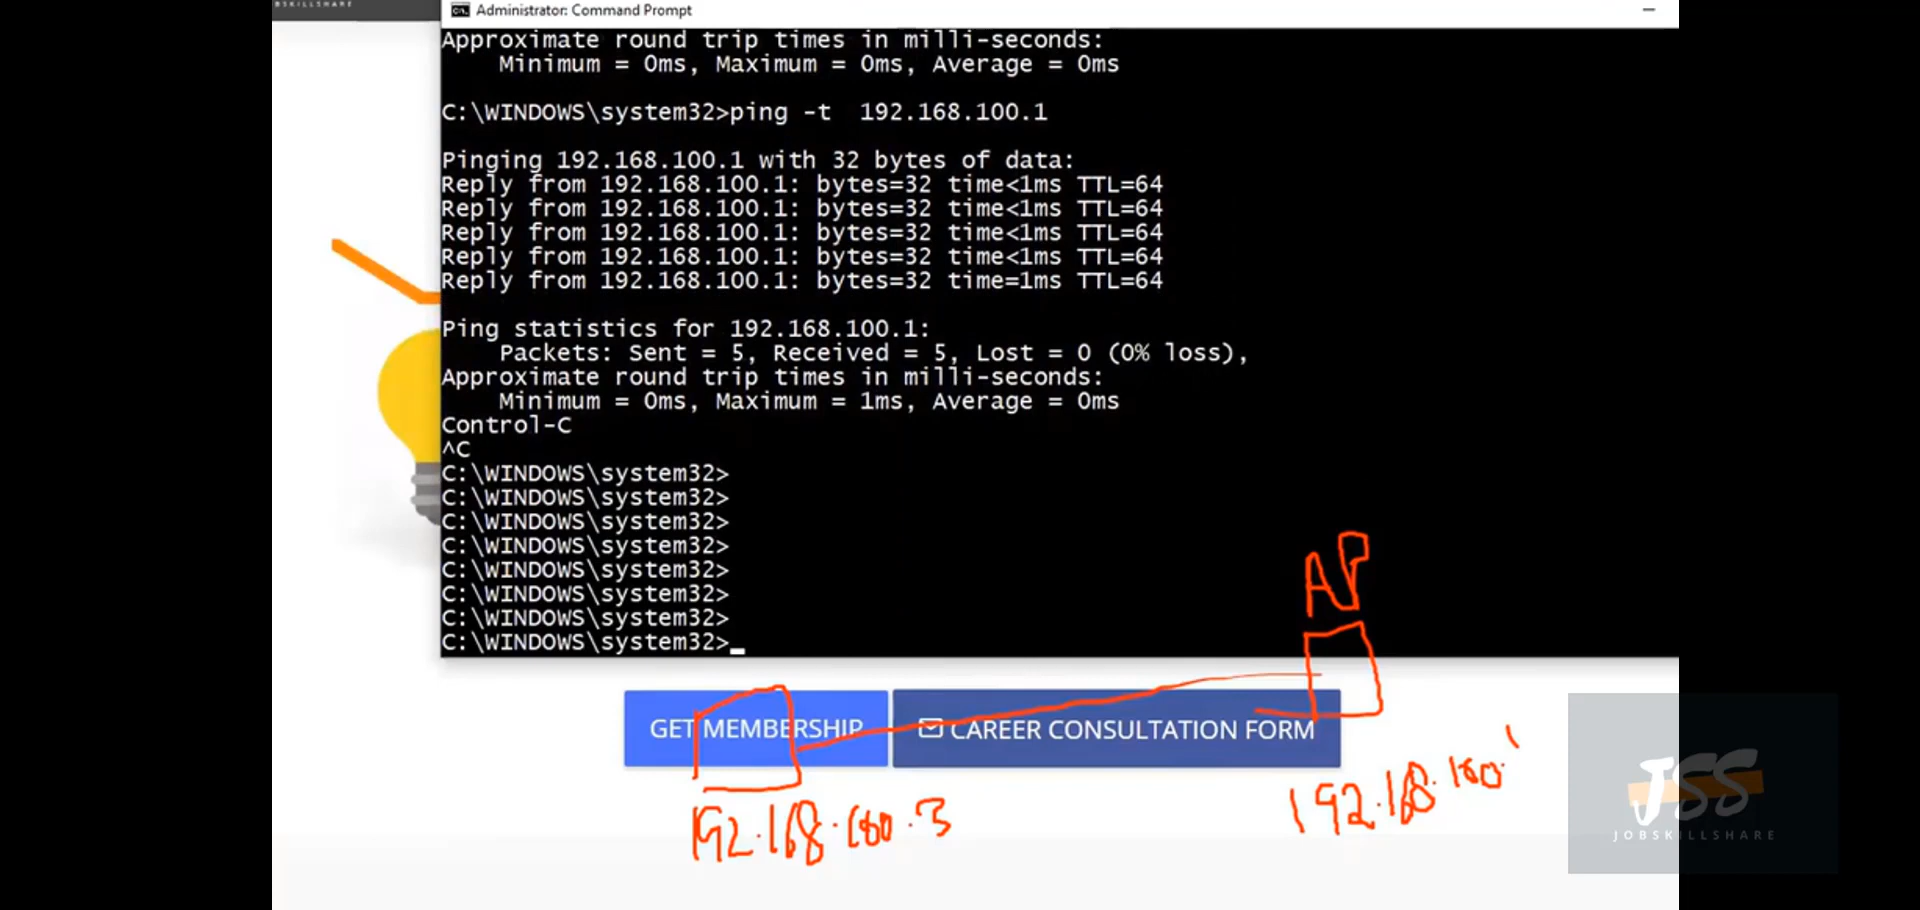 BSKILLSHARE
Administrator: Command Prompt
Approximate round trip times in milli-seconds:
Minimum = 0ms, Maximum = 0ms, Average = 0ms
C:\WINDOWS\system32>ping -t  192.168.100.1
Pinging 192.168.100.1 with 32 bytes of data:
Reply from 192.168.100.1: bytes=32 time<1ms TTL=64
Reply from 192.168.100.1: bytes=32 time<1ms TTL=64
Reply from 192.168.100.1: bytes=32 time<1ms TTL=64
Reply from 192.168.100.1: bytes=32 time<1ms TTL=64
Reply from 192.168.100.1: bytes=32 time=1ms TTL=64
Ping statistics for 192.168.100.1:
Packets: Sent = 5, Received = 5, Lost = 0 (0% loss),
Approximate round trip times in milli-seconds:
Minimum = 0ms, Maximum = 1ms, Average = 0ms
Control-C
^C
C:\WINDOWS\system32>
C:\WINDOWS\system32>
C:\WINDOWS\system32>
C:\WINDOWS\system32>
C:\WINDOWS\system32>
C:\WINDOWS\system32>
C:\WINDOWS\system32>
C:\WINDOWS\system32>
AP
GET MEMBERSHIP
CAREER CONSULTATION FORM
192.168.100.3
192.168.100.1
JSS
JOBSKILLSHARE